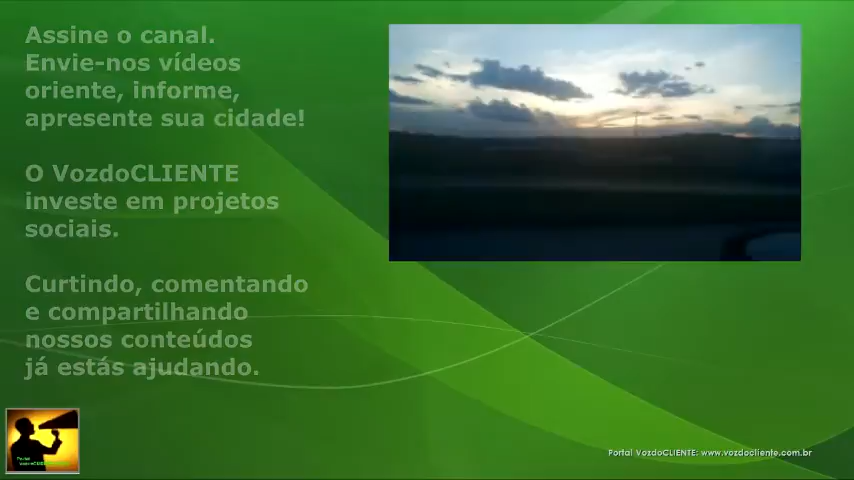 Assine o canal.
Envie-nos vídeos
oriente, informe,
apresente sua cidade!
O VozdoCLIENTE
investe em projetos
sociais.
Curtindo, comentando
e compartilhando
nossos conteúdos
já estás ajudando.
Portal VozdoCLIENTE: www.vozdocliente.com.br